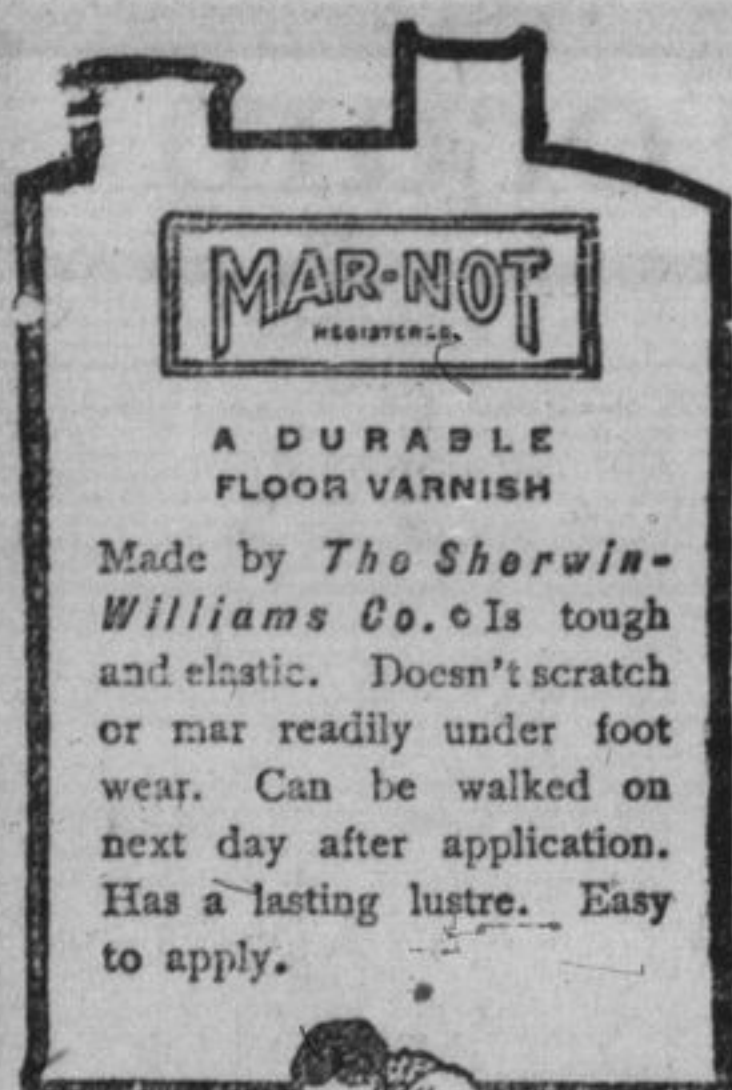 MAR-NOT
REGISTERED.
A DURABLE
FLOOR VARNISH
Made by The Sherwin-
Williams Co. Is tough
and elastic. Doesn't scratch
or mar readily under foot
wear. Can be walked on
next day after application.
Has a lasting lustre. Easy
to apply.